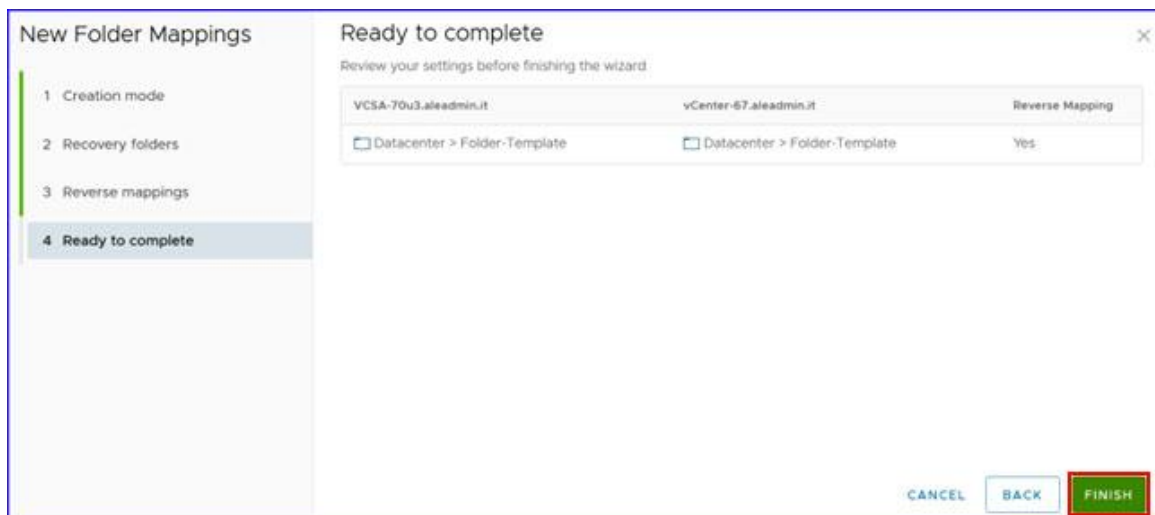 New Folder Mappings
1 Creation mode
2 Recovery folders
3 Reverse mappings
4 Ready to complete
Ready to complete
Review your settings before finishing the wizard
VCSA-70u3.aleadmin.it vCenter-67.aleadmin.it Reverse Mapping
Datacenter > Folder-Template Datacenter > Folder-Template Yes
CANCEL BACK FINISH